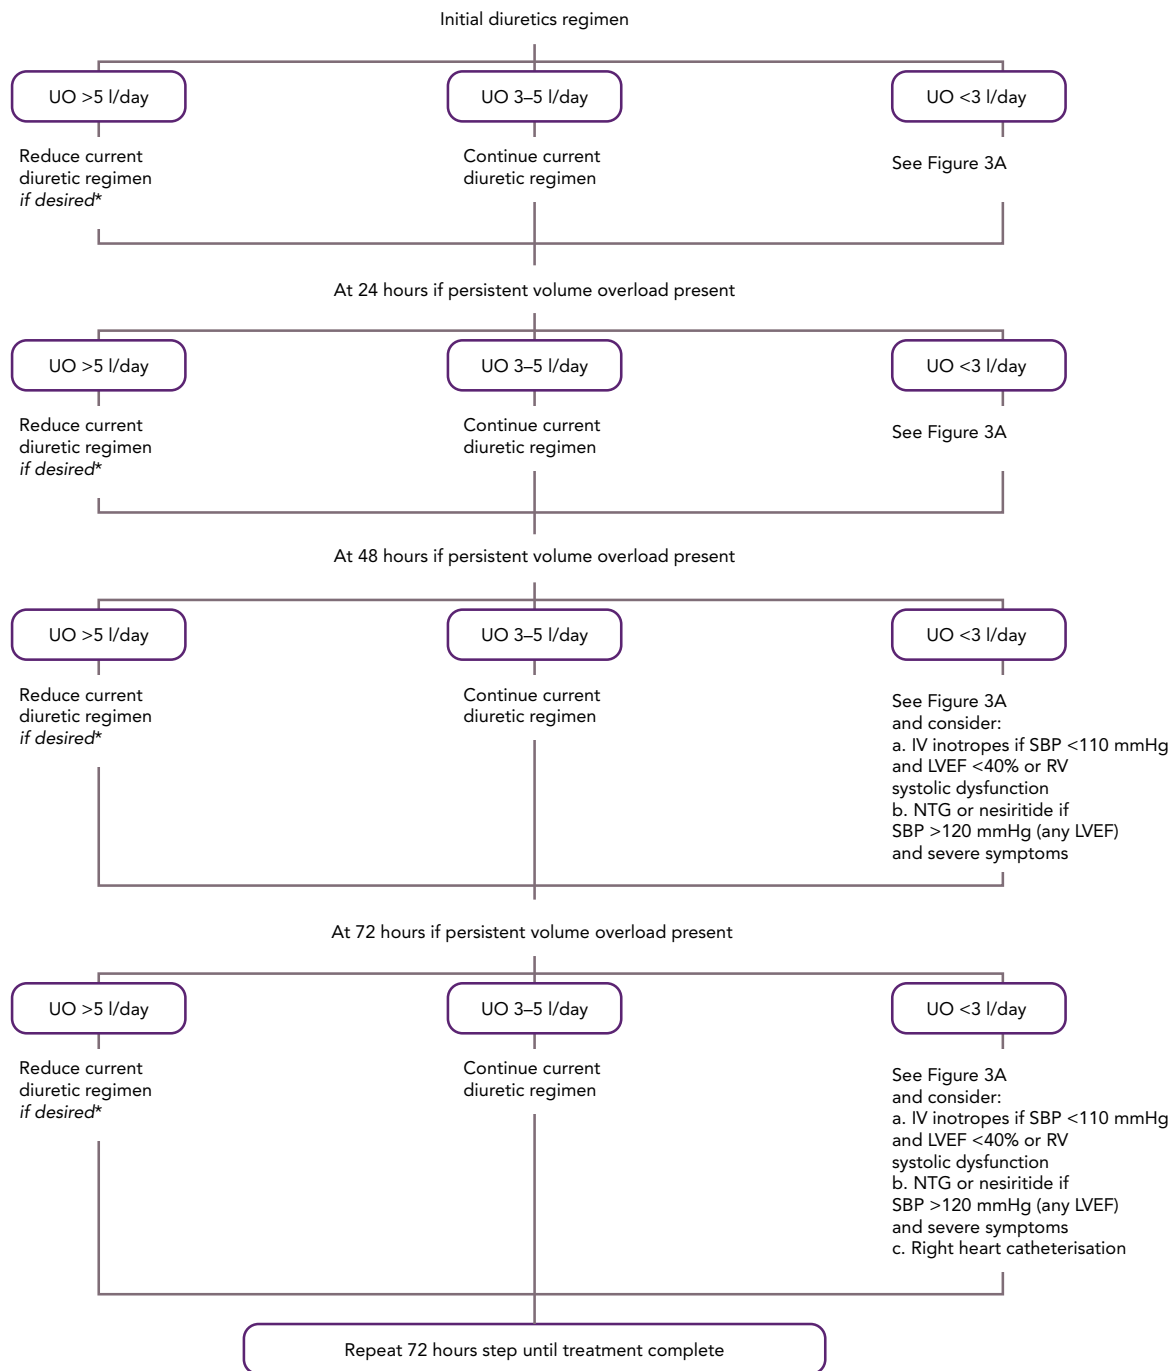 Initial diuretics regimen
UO >5 l/day
UO 3–5 l/day
UO <3 l/day
Reduce current
diuretic regimen
if desired*
Continue current
diuretic regimen
See Figure 3A
At 24 hours if persistent volume overload present
UO >5 l/day
UO 3–5 l/day
UO <3 l/day
Reduce current
diuretic regimen
if desired*
Continue current
diuretic regimen
See Figure 3A
At 48 hours if persistent volume overload present
UO >5 l/day
UO 3–5 l/day
UO <3 l/day
Reduce current
diuretic regimen
if desired*
Continue current
diuretic regimen
See Figure 3A
and consider:
a. IV inotropes if SBP <110 mmHg
and LVEF <40% or RV
systolic dysfunction
b. NTG or nesiritide if
SBP >120 mmHg (any LVEF)
and severe symptoms
At 72 hours if persistent volume overload present
UO >5 l/day
UO 3–5 l/day
UO <3 l/day
Reduce current
diuretic regimen
if desired*
Continue current
diuretic regimen
See Figure 3A
and consider:
a. IV inotropes if SBP <110 mmHg
and LVEF <40% or RV
systolic dysfunction
b. NTG or nesiritide if
SBP >120 mmHg (any LVEF)
and severe symptoms
c. Right heart catheterisation
Repeat 72 hours step until treatment complete